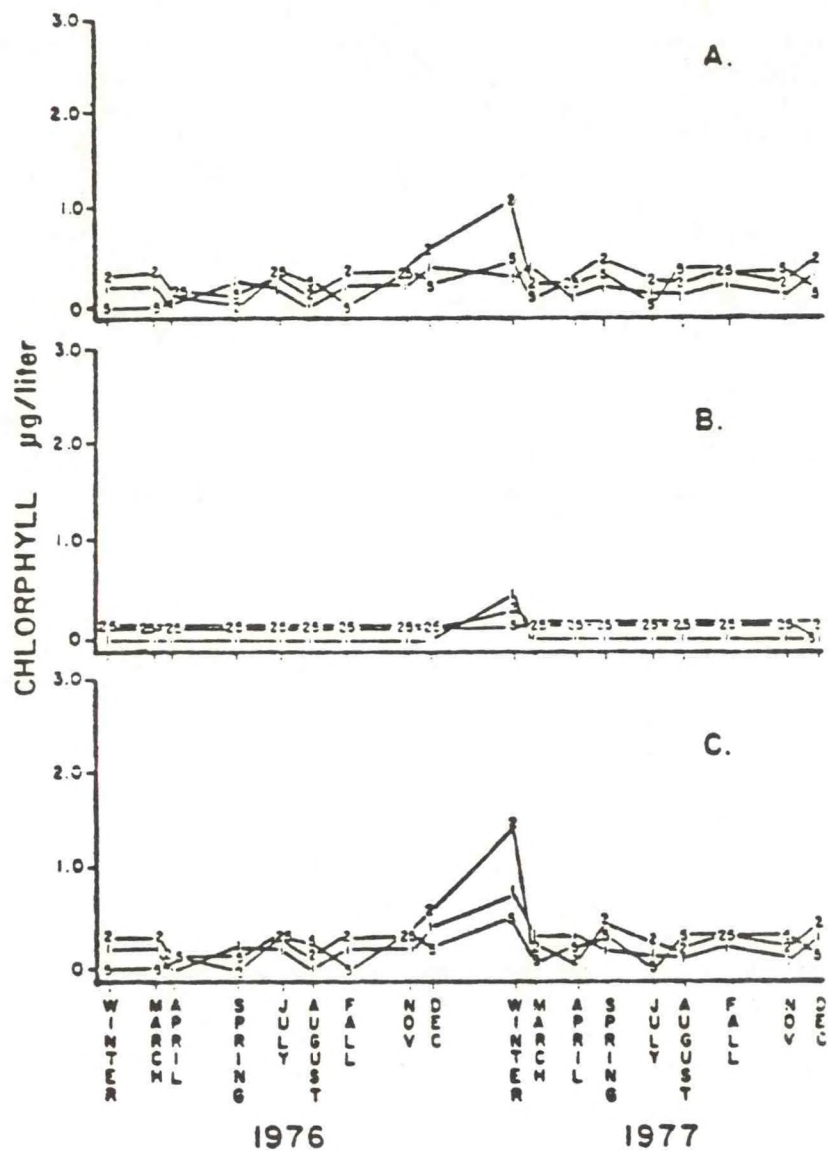 3.0
A.
2.0
1.0
0
3.0
B.
2.0
1.0
0
3.0
C.
2.0
1.0
0
CHLORPHYLL µg/liter
WINTER
MARCH
APRIL
SPRING
JULY
AUGUST
FALL
NOV
DEC
WINTER
MARCH
APRIL
SPRING
JULY
AUGUST
FALL
NOV
DEC
1976
1977